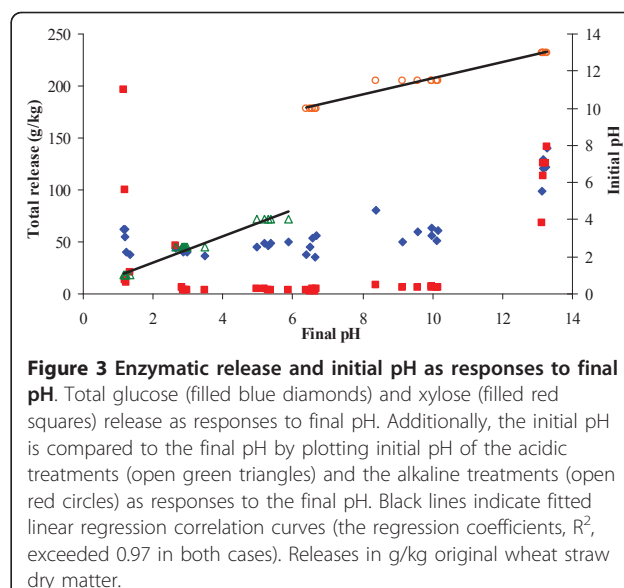 250
200
150
100
50
0
Total release (g/kg)
14
12
10
8
6
4
2
0
Initial pH
0 2 4 6 8 10 12 14
Final pH
Figure 3 Enzymatic release and initial pH as responses to final
pH. Total glucose (filled blue diamonds) and xylose (filled red
squares) release as responses to final pH. Additionally, the initial pH
is compared to the final pH by plotting initial pH of the acidic
treatments (open green triangles) and the alkaline treatments (open
red circles) as responses to the final pH. Black lines indicate fitted
linear regression correlation curves (the regression coefficients, R²,
exceeded 0.97 in both cases). Releases in g/kg original wheat straw
dry matter.